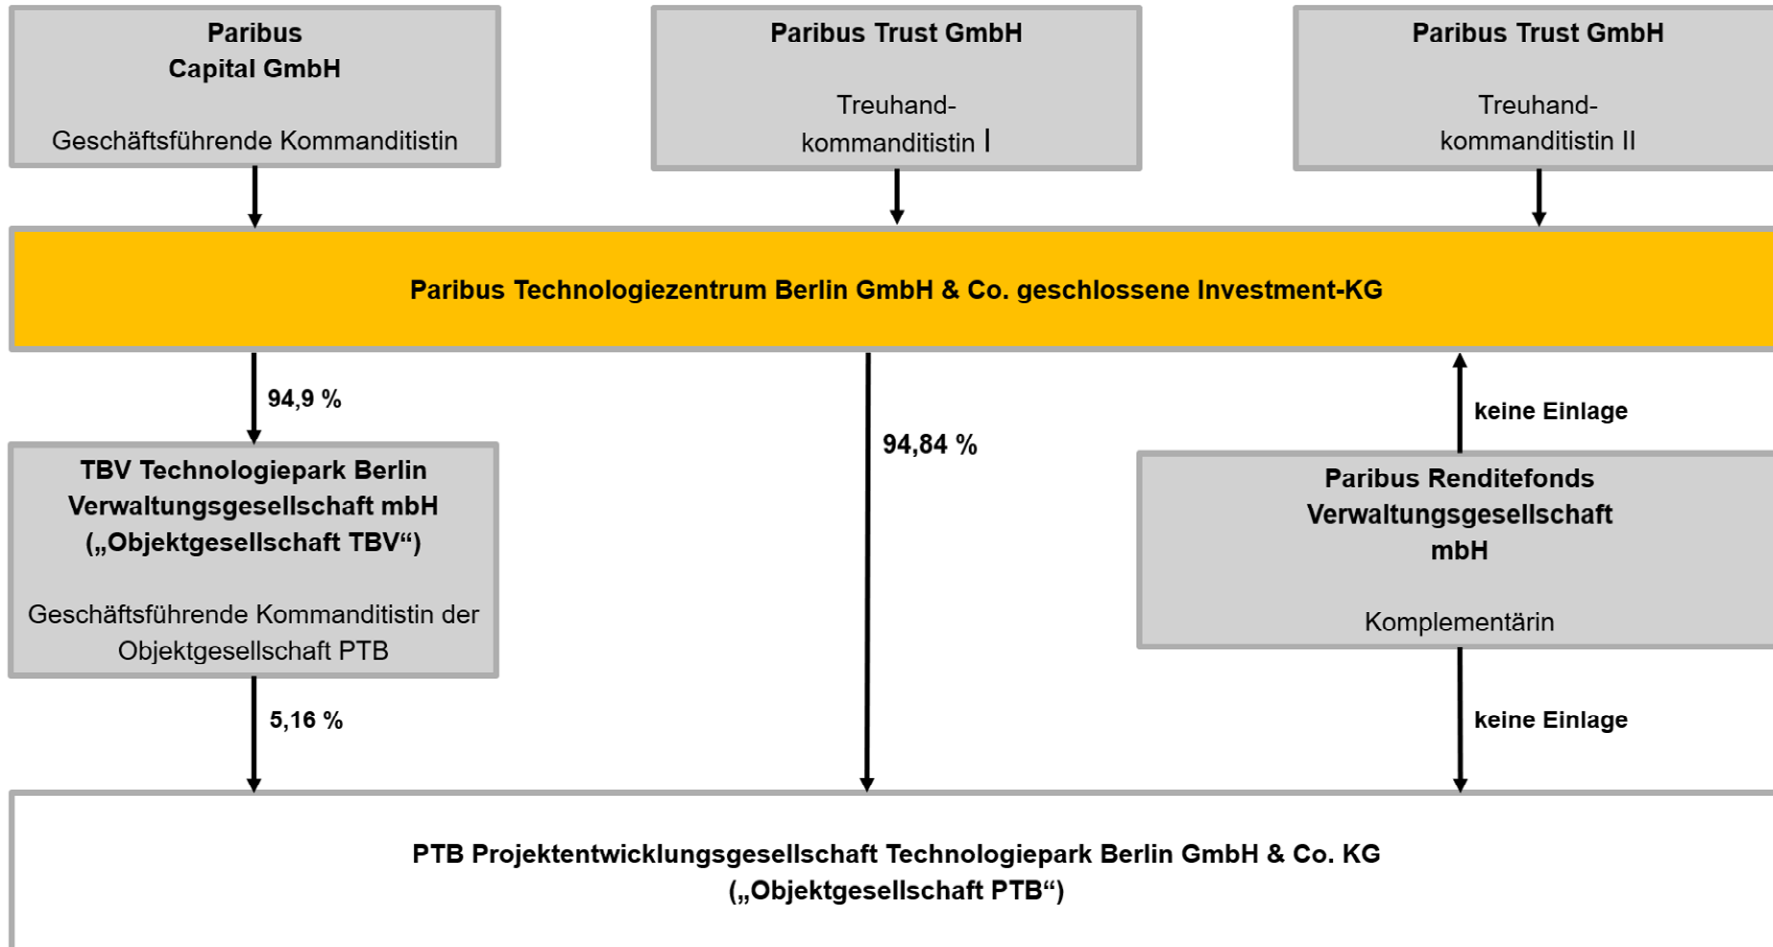 Paribus
Capital GmbH
Geschäftsführende Kommanditistin
Paribus Trust GmbH
Treuhand-
kommanditistin I
Paribus Trust GmbH
Treuhand-
kommanditistin II
Paribus Technologiezentrum Berlin GmbH & Co. geschlossene Investment-KG
94,9 %
94,84 %
keine Einlage
TBV Technologiepark Berlin
Verwaltungsgesellschaft mbH
(„Objektgesellschaft TBV“)
Geschäftsführende Kommanditistin der
Objektgesellschaft PTB
Paribus Renditefonds
Verwaltungsgesellschaft
mbH
Komplementärin
5,16 %
keine Einlage
PTB Projektentwicklungsgesellschaft Technologiepark Berlin GmbH & Co. KG
(„Objektgesellschaft PTB“)